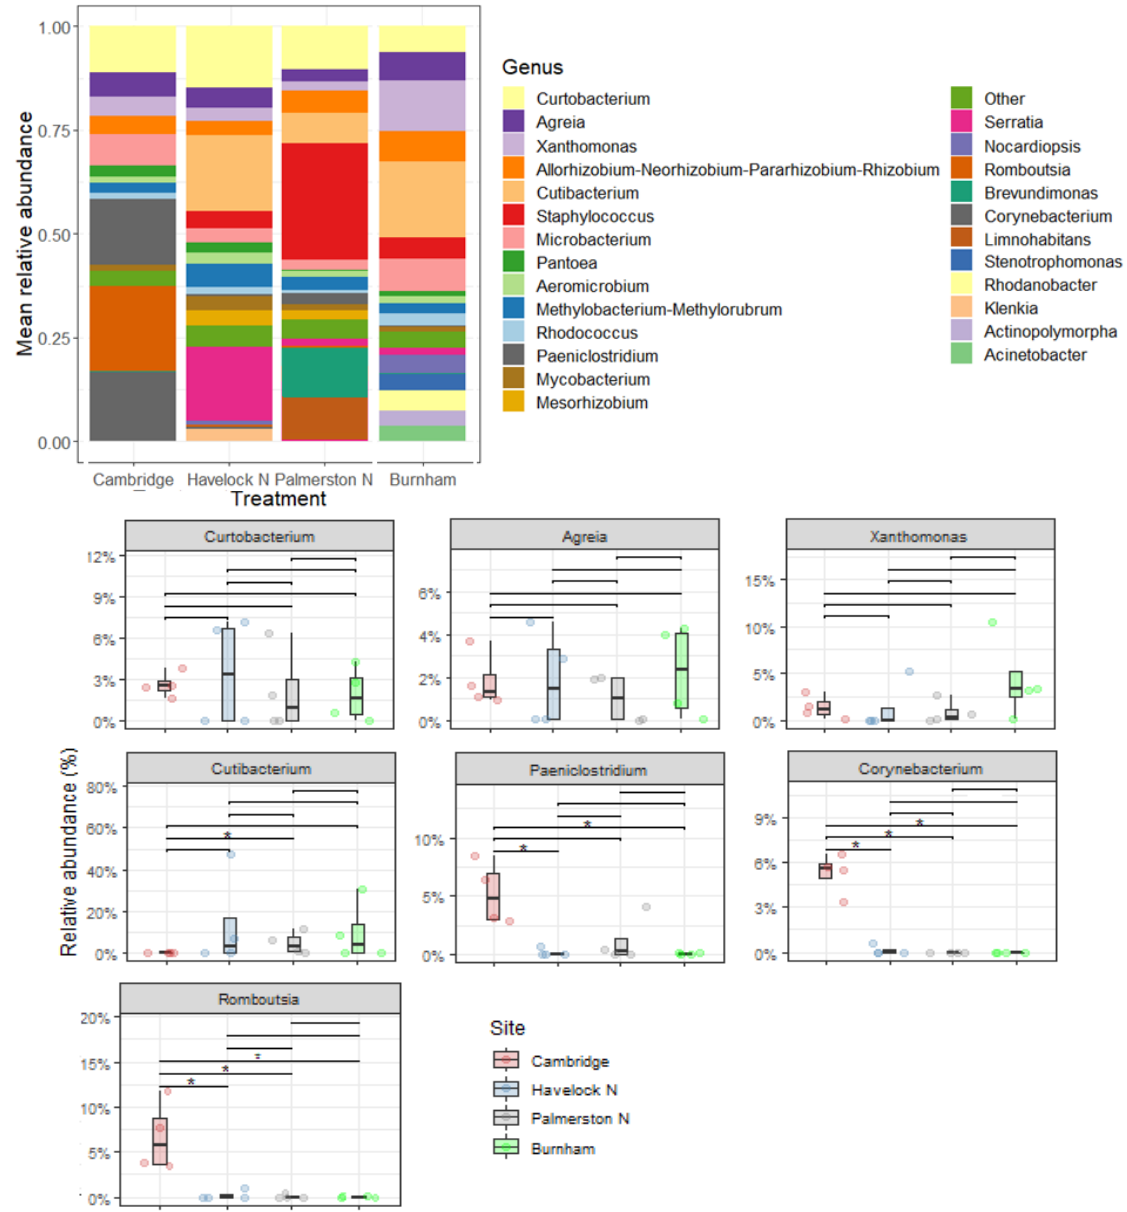 1.00
0.75
0.50
0.25
0.00
Mean relative abundance
Cambridge Havelock N Palmerston N Burnham
Treatment
Genus
Curtobacterium
Agreia
Xanthomonas
Allorhizobium-Neorhizobium-Pararhizobium-Rhizobium
Cutibacterium
Staphylococcus
Microbacterium
Pantoea
Aeromicrobium
Methylobacterium-Methylorubrum
Rhodococcus
Paeniclostridium
Mycobacterium
Mesorhizobium
Other
Serratia
Nocardiopsis
Romboutsia
Brevundimonas
Corynebacterium
Limnohabitans
Stenotrophomonas
Rhodanobacter
Klenkia
Actinopolymorpha
Acinetobacter
Relative abundance (%)
Curtobacterium
12%
9%
6%
3%
0%
Agreia
6%
4%
2%
0%
Xanthomonas
15%
10%
5%
0%
Cutibacterium
80%
60%
40%
20%
0%
*
Paeniclostridium
10%
5%
0%
*
*
Corynebacterium
9%
6%
3%
0%
*
*
*
Romboutsia
20%
15%
10%
5%
0%
*
*
Site
Cambridge
Havelock N
Palmerston N
Burnham